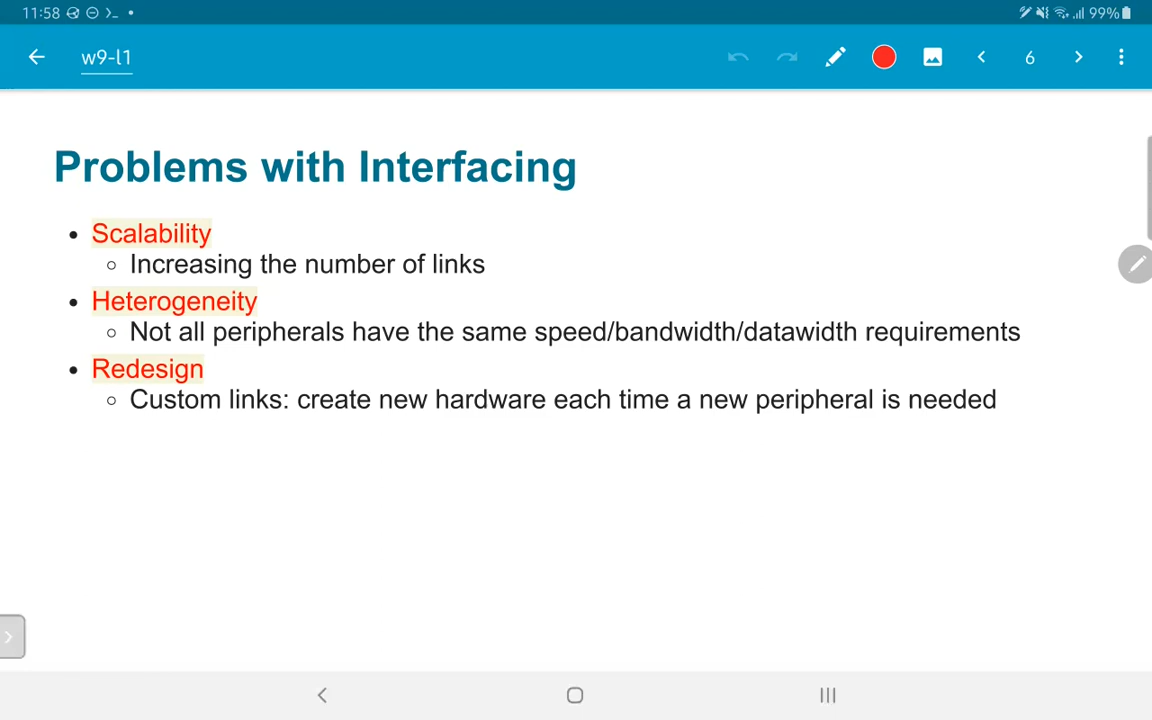 11:58 99%
w9-l1 6
Problems with Interfacing
Scalability
Increasing the number of links
Heterogeneity
Not all peripherals have the same speed/bandwidth/datawidth requirements
Redesign
Custom links: create new hardware each time a new peripheral is needed